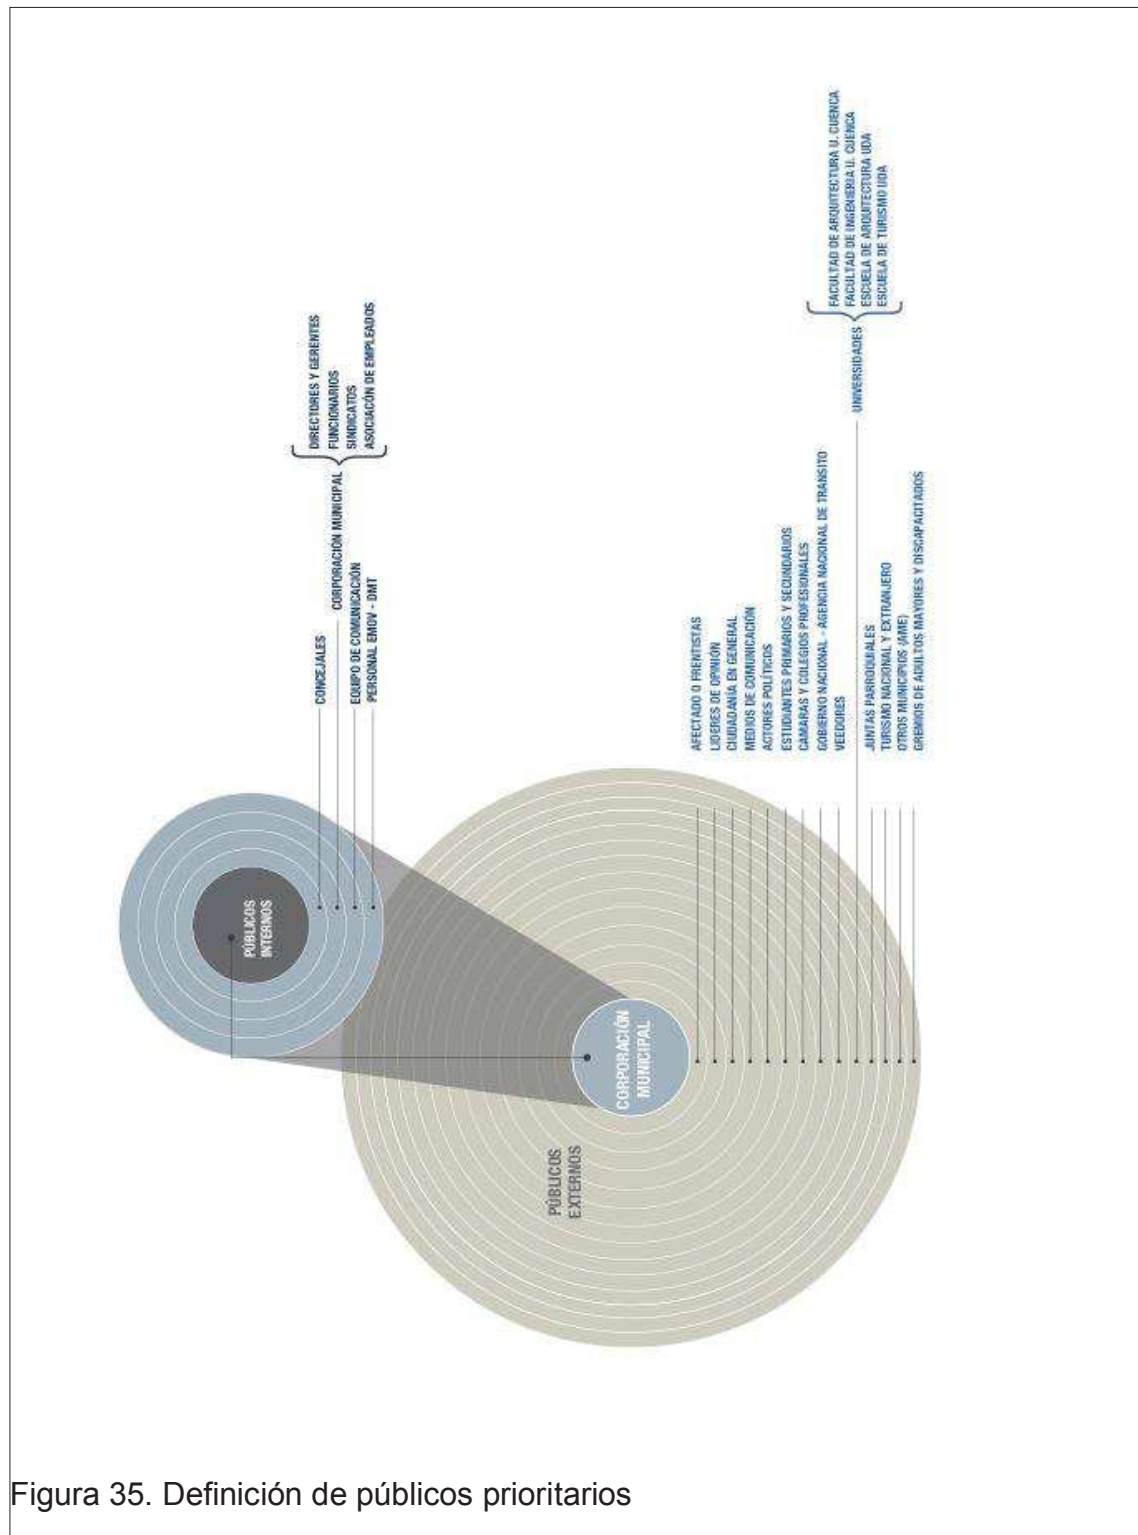 PÚBLICOS
INTERNOS
CONCEJALES
CORPORACIÓN MUNICIPAL
DIRECTORES Y GERENTES
FUNCIONARIOS
SINDICATOS
ASOCIACÓN DE EMPLEADOS
EQUIPO DE COMUNICACIÓN
PERSONAL EMOV - DMT
PÚBLICOS
EXTERNOS
CORPORACIÓN
MUNICIPAL
AFECTADO O FRENTISTAS
LIDERES DE OPINIÓN
CIUDADANÍA EN GENERAL
MEDIOS DE COMUNICACIÓN
ACTORES POLÍTICOS
ESTUDIANTES PRIMARIOS Y SECUNDARIOS
CÁMARAS Y COLEGIOS PROFESIONALES
GOBIERNO NACIONAL - AGENCIA NACIONAL DE TRANSITO
VEEDORES
UNIVERSIDADES
FACULTAD DE ARQUITECTURA U. CUENCA
FACULTAD DE INGENIERIA U. CUENCA
ESCUELA DE ARQUITECTURA UDA
ESCUELA DE TURISMO UDA
JUNTAS PARROQUIALES
TURISMO NACIONAL Y EXTRANJERO
OTROS MUNICIPIOS (AME)
GREMIOS DE ADULTOS MAYORES Y DISCAPACITADOS
Figura 35. Definición de públicos prioritarios